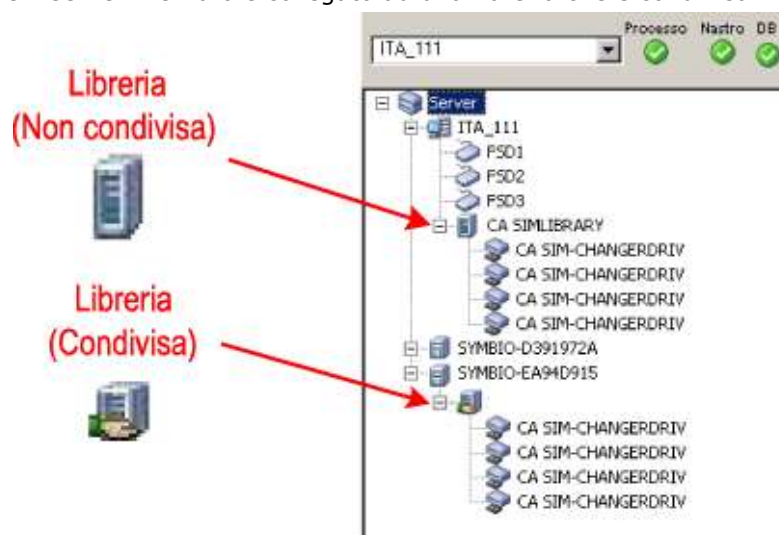 ITA_111
Processo Nastro DB
Libreria
(Non condivisa)
Libreria
(Condivisa)
Server
ITA_111
FSD1
FSD2
FSD3
CA SIMLIBRARY
CA SIM-CHANGERDRIV
CA SIM-CHANGERDRIV
CA SIM-CHANGERDRIV
CA SIM-CHANGERDRIV
SYMBIO-D391972A
SYMBIO-EA94D915
CA SIM-CHANGERDRIV
CA SIM-CHANGERDRIV
CA SIM-CHANGERDRIV
CA SIM-CHANGERDRIV